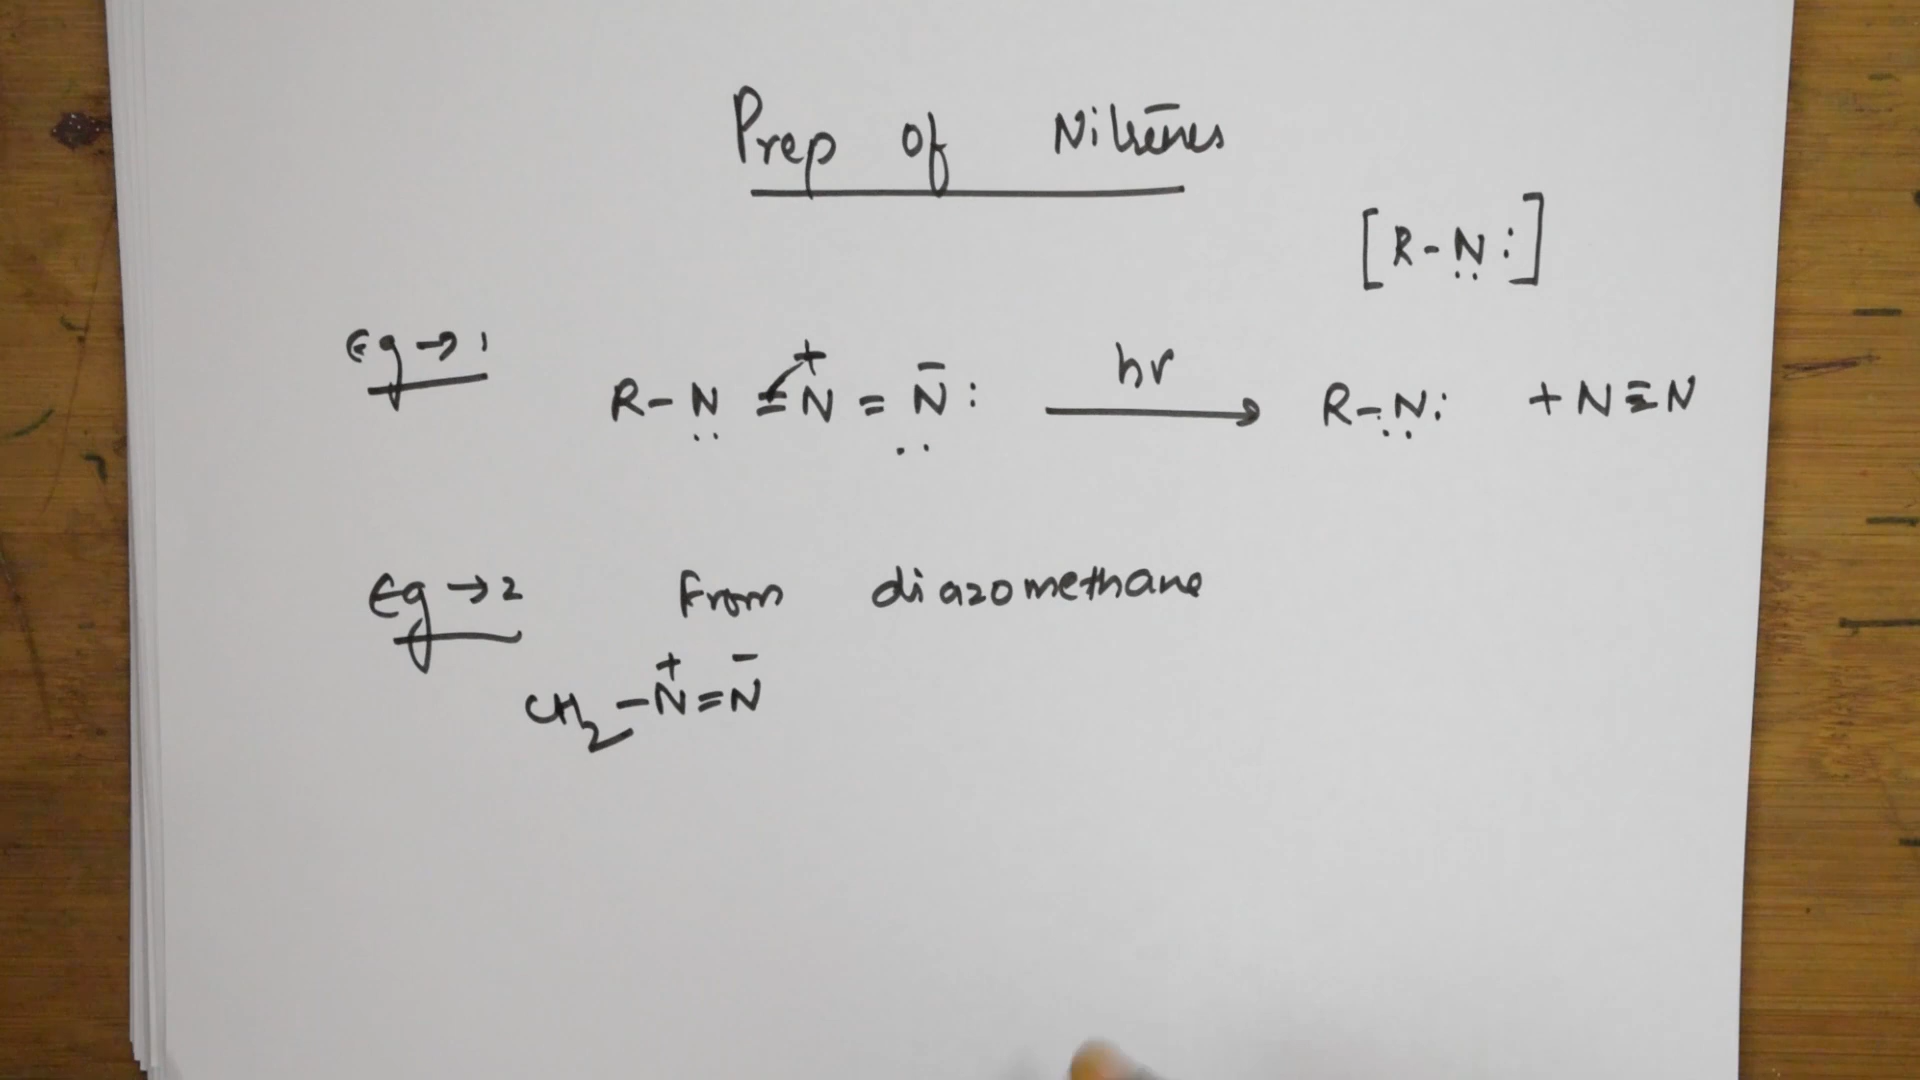 Prep of Nitrenes
[R-N̤:]
Eg → 1
R-N̤ = N⁺ = N̤⁻: hν → R-N̤: + N≡N
Eg → 2 From diazomethane
CH₂-N⁺=N⁻